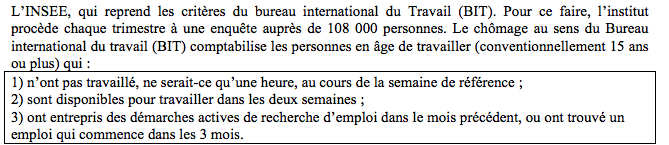 L’INSEE, qui reprend les critères du bureau international du Travail (BIT). Pour ce faire, l’institut
procède chaque trimestre à une enquête auprès de 108 000 personnes. Le chômage au sens du Bureau
international du travail (BIT) comptabilise les personnes en âge de travailler (conventionnellement 15 ans
ou plus) qui :
1) n’ont pas travaillé, ne serait-ce qu’une heure, au cours de la semaine de référence ;
2) sont disponibles pour travailler dans les deux semaines ;
3) ont entrepris des démarches actives de recherche d’emploi dans le mois précédent, ou ont trouvé un
emploi qui commence dans les 3 mois.